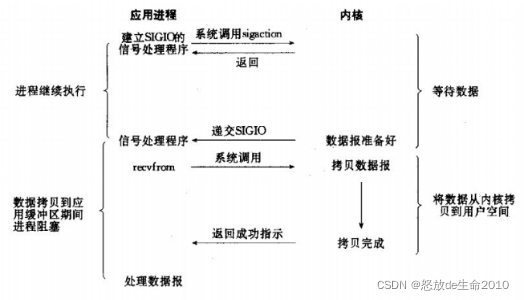 应用进程
内核
建立SIGIO的
信号处理程序
系统调用sigaction
返回
进程继续执行
等待数据
递交SIGIO
信号处理程序
数据报准备好
recvfrom
系统调用
拷贝数据报
数据拷贝到应
用缓冲区期间
进程阻塞
将数据从内核拷
贝到用户空间
返回成功指示
拷贝完成
处理数据报
CSDN @怒放de生命2010